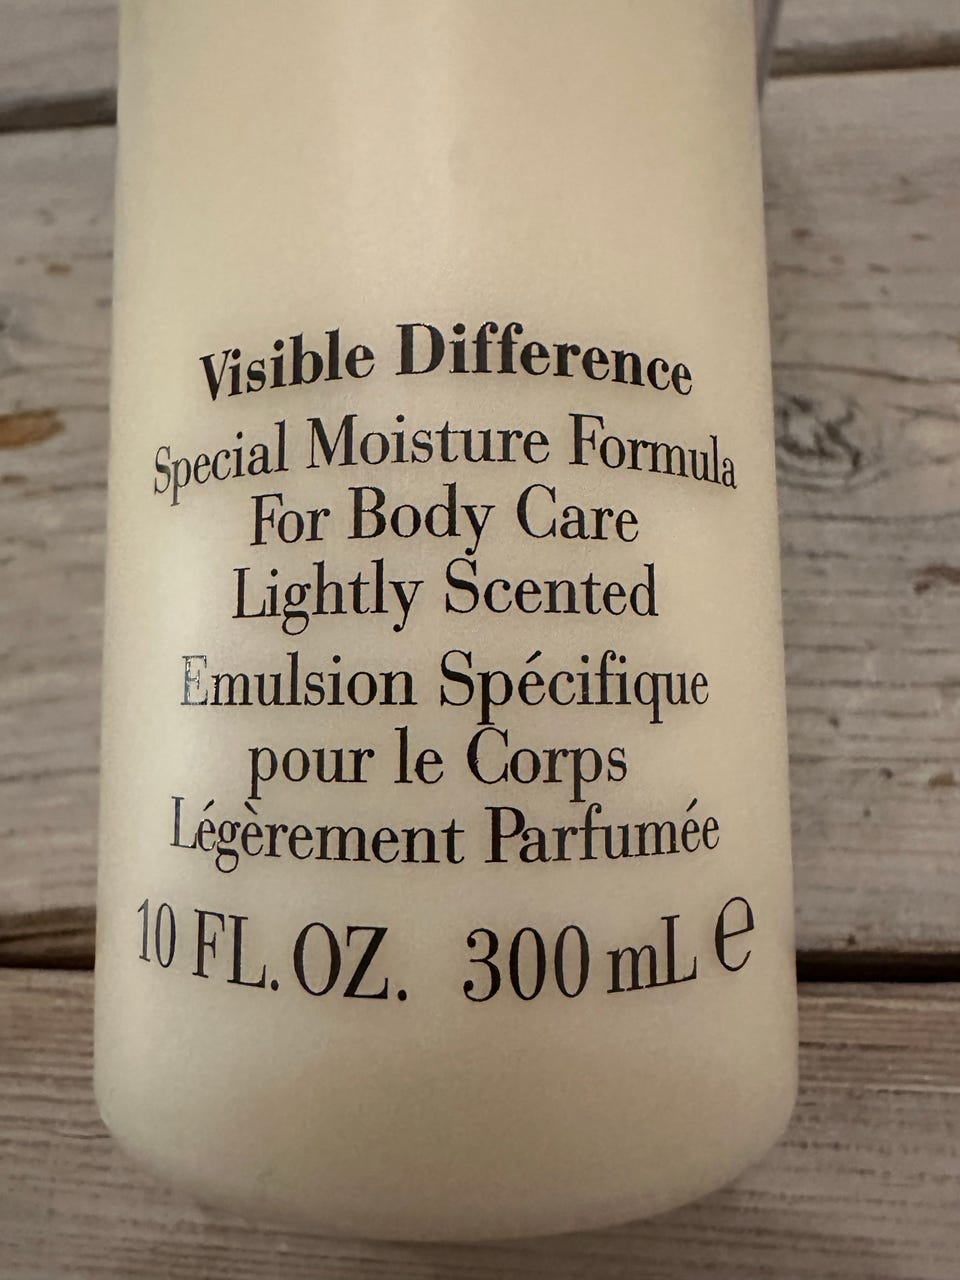 Visible Difference
Special Moisture Formula
For Body Care
Lightly Scented
Emulsion Spécifique
pour le Corps
Légèrement Parfumée
10 FL. OZ. 300 mL ℮